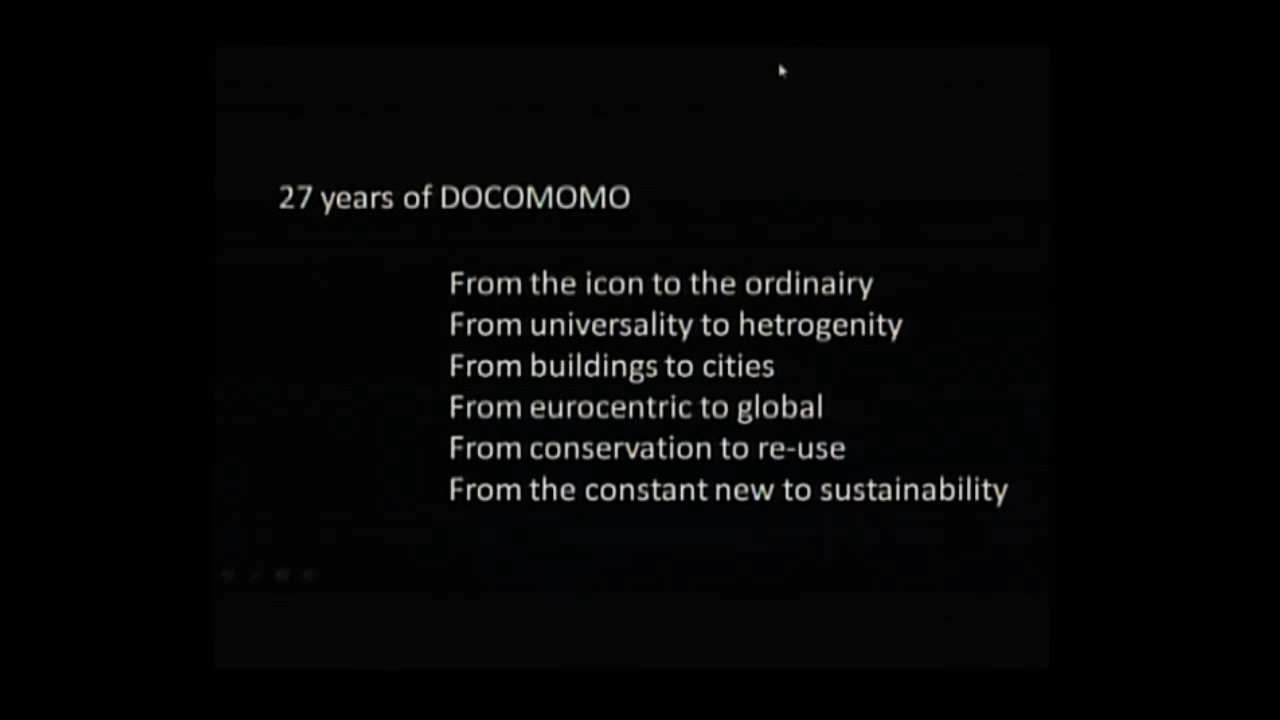 27 years of DOCOMOMO
From the icon to the ordinairy
From universality to hetrogenity
From buildings to cities
From eurocentric to global
From conservation to re-use
From the constant new to sustainability